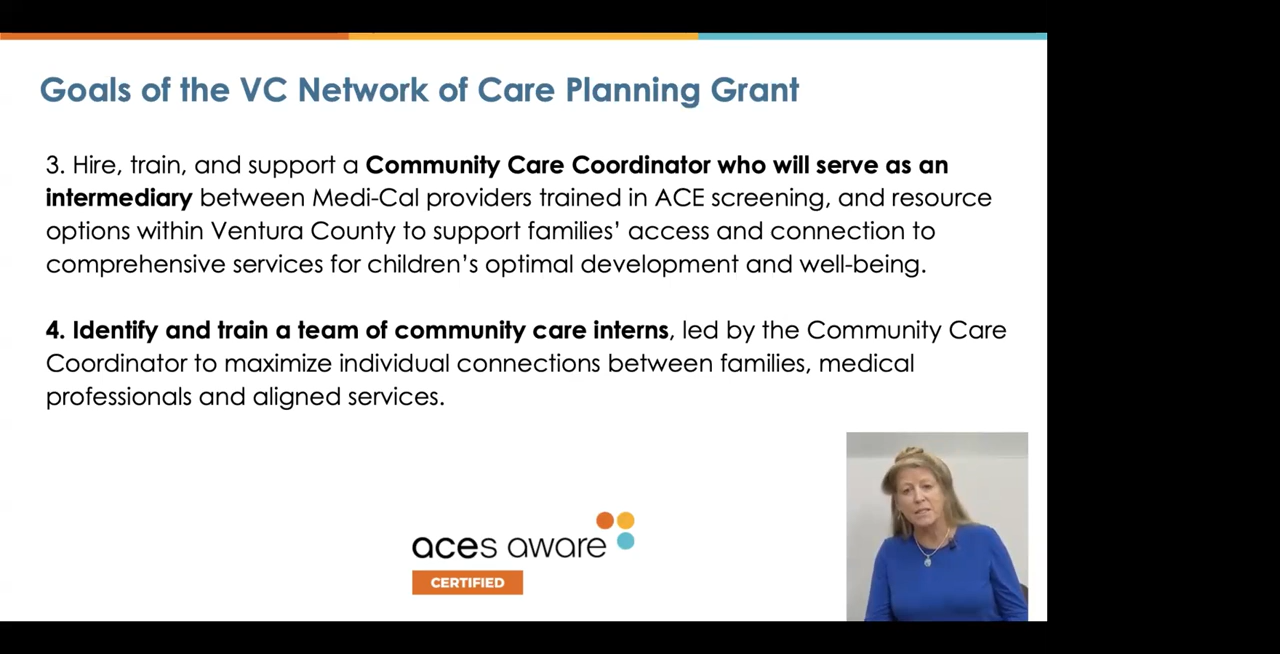 Goals of the VC Network of Care Planning Grant
3. Hire, train, and support a Community Care Coordinator who will serve as an
intermediary between Medi-Cal providers trained in ACE screening, and resource
options within Ventura County to support families’ access and connection to
comprehensive services for children’s optimal development and well-being.
4. Identify and train a team of community care interns, led by the Community Care
Coordinator to maximize individual connections between families, medical
professionals and aligned services.
aces aware
CERTIFIED